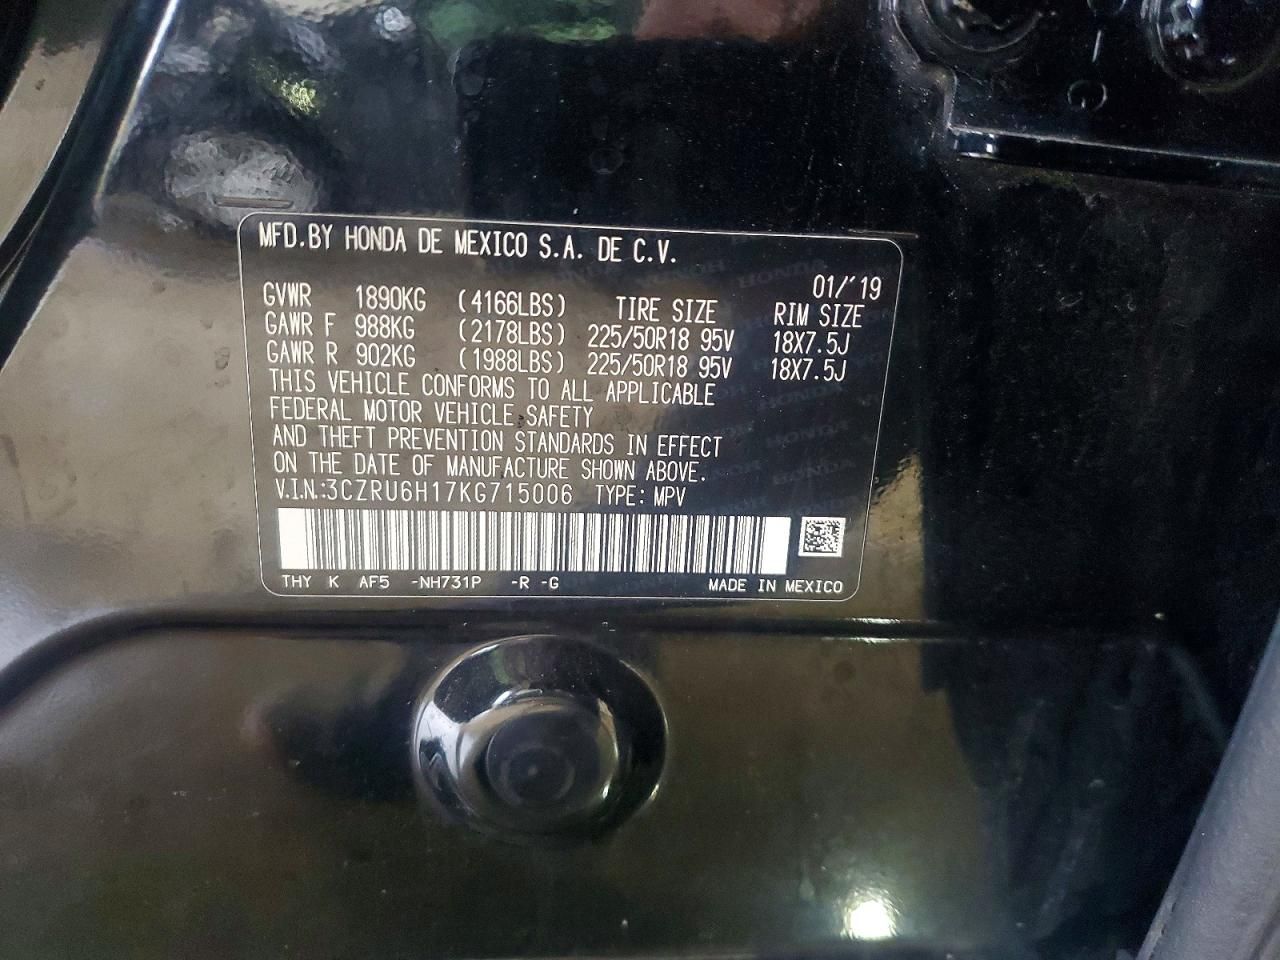 MFD.BY HONDA DE MEXICO S.A. DE C.V.
01/'19
GVWR 1890KG (4166LBS) TIRE SIZE RIM SIZE
GAWR F 988KG (2178LBS) 225/50R18 95V 18X7.5J
GAWR R 902KG (1988LBS) 225/50R18 95V 18X7.5J
THIS VEHICLE CONFORMS TO ALL APPLICABLE
FEDERAL MOTOR VEHICLE SAFETY
AND THEFT PREVENTION STANDARDS IN EFFECT
ON THE DATE OF MANUFACTURE SHOWN ABOVE.
V.I.N.:3CZRU6H17KG715006 TYPE: MPV
THY K AF5 -NH731P -R -G MADE IN MEXICO